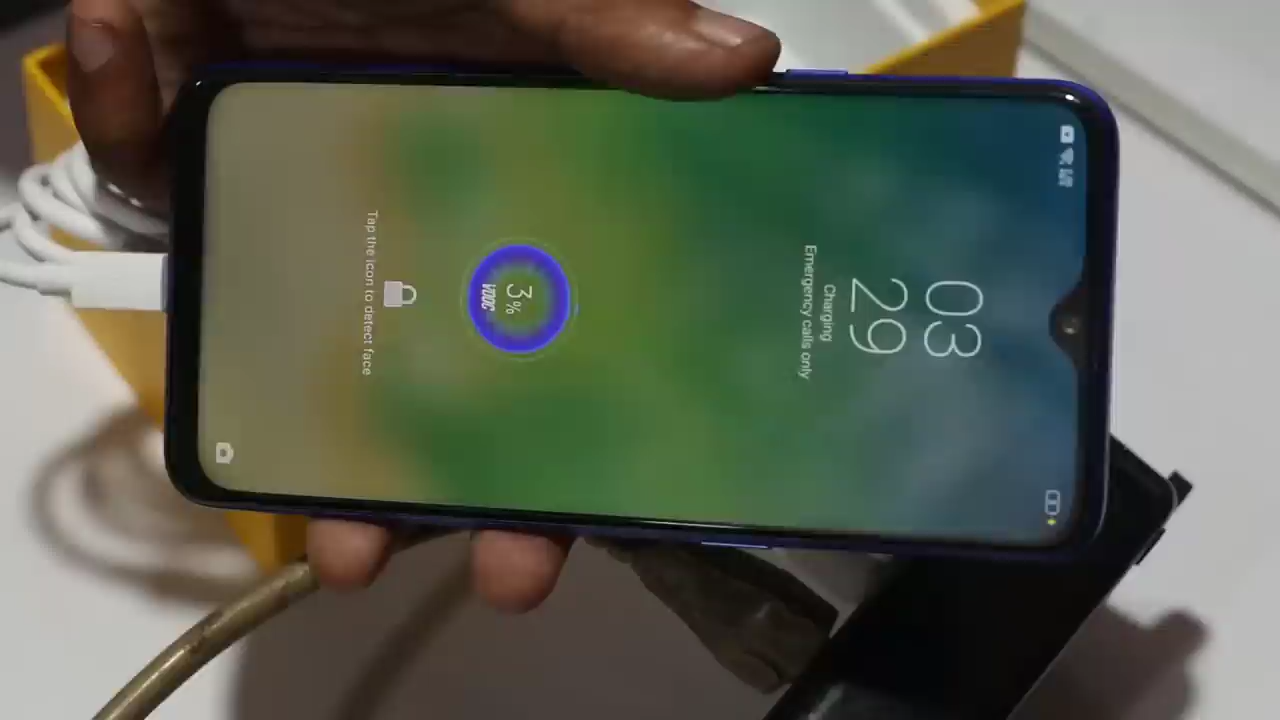 03
29
Charging
Emergency calls only
3%
VOOC
Tap the icon to detect face